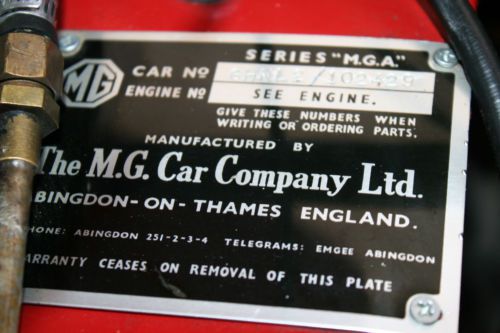 SERIES "M.G.A."
MG
CAR No
ENGINE No SEE ENGINE.
GIVE THESE NUMBERS WHEN
WRITING OR ORDERING PARTS.
MANUFACTURED BY
The M.G. Car Company Ltd.
ABINGDON-ON-THAMES ENGLAND.
PHONE: ABINGDON 251-2-3-4 TELEGRAMS: EMGEE ABINGDON
WARRANTY CEASES ON REMOVAL OF THIS PLATE